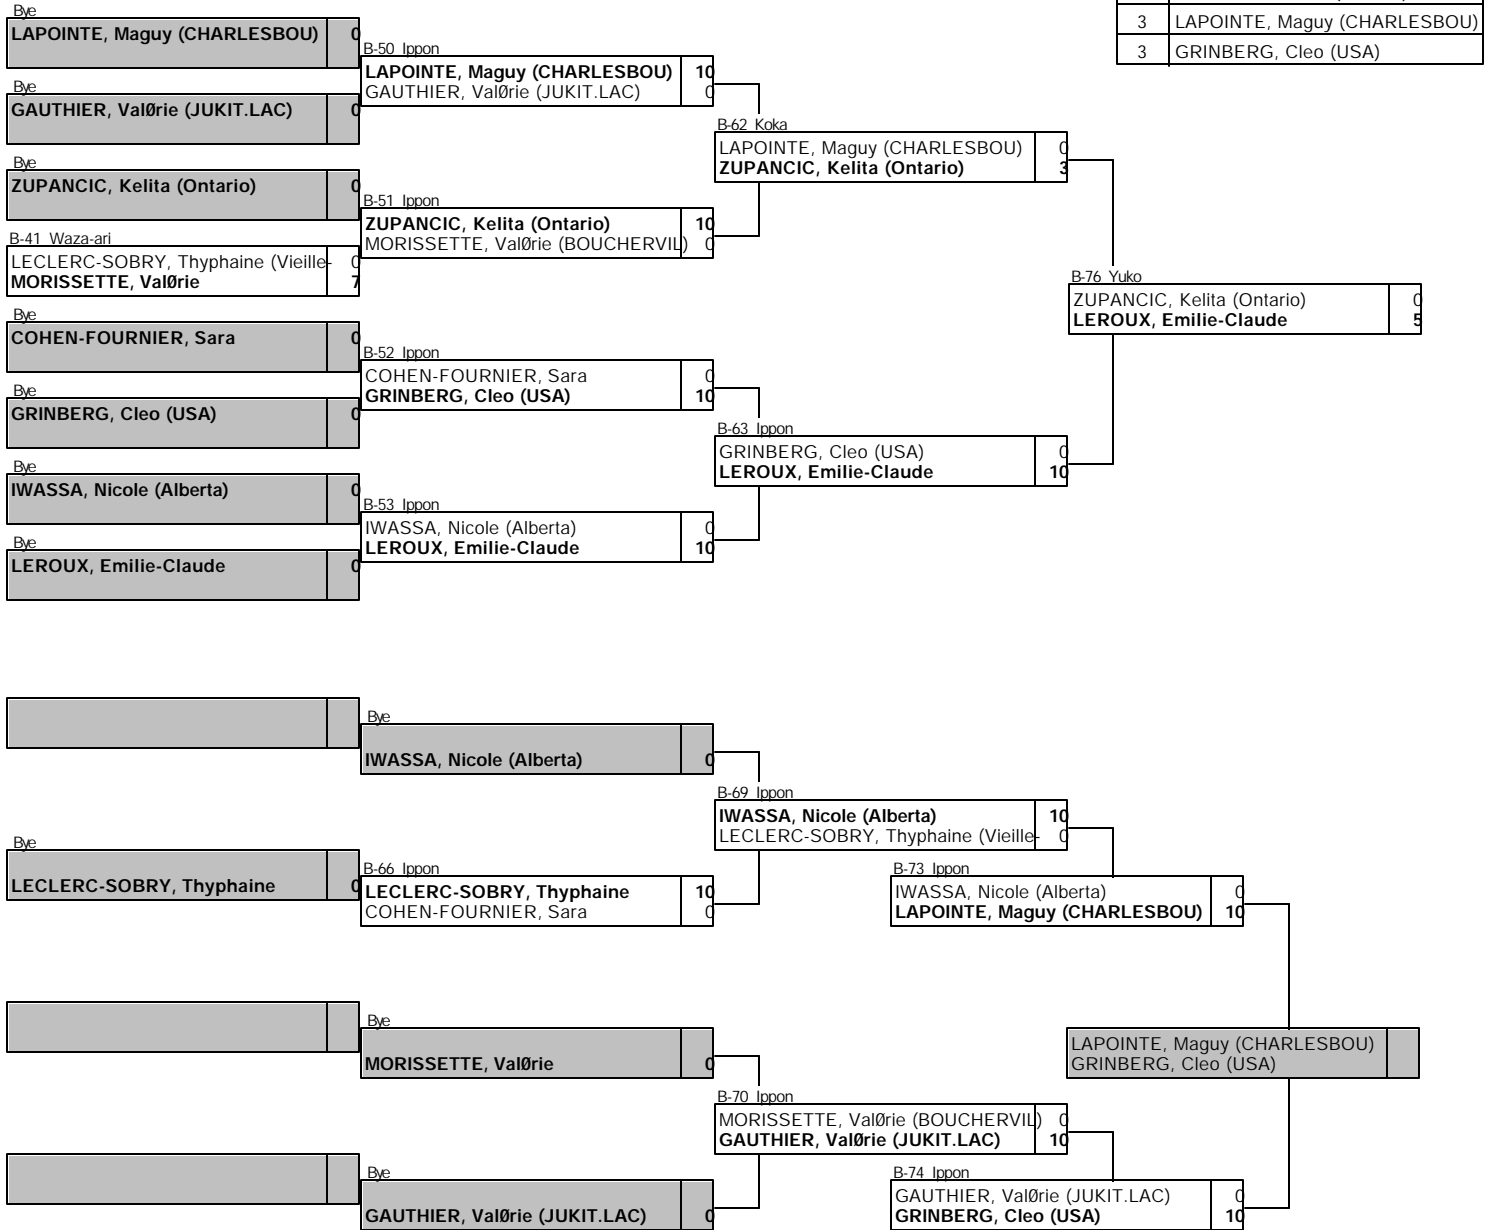 Bye
LAPOINTE, Maguy (CHARLESBOU) 0
Bye
GAUTHIER, ValØrie (JUKIT.LAC) 0
Bye
ZUPANCIC, Kelita (Ontario) 0
B-41 Waza-ari
LECLERC-SOBRY, Thyphaine (Vieille- 0
MORISSETTE, ValØrie 7
Bye
COHEN-FOURNIER, Sara 0
Bye
GRINBERG, Cleo (USA) 0
Bye
IWASSA, Nicole (Alberta) 0
Bye
LEROUX, Emilie-Claude 0
B-50 Ippon
LAPOINTE, Maguy (CHARLESBOU) 10
GAUTHIER, ValØrie (JUKIT.LAC) 0
B-51 Ippon
ZUPANCIC, Kelita (Ontario) 10
MORISSETTE, ValØrie (BOUCHERVIL) 0
B-52 Ippon
COHEN-FOURNIER, Sara 0
GRINBERG, Cleo (USA) 10
B-53 Ippon
IWASSA, Nicole (Alberta) 0
LEROUX, Emilie-Claude 10
B-62 Koka
LAPOINTE, Maguy (CHARLESBOU) 0
ZUPANCIC, Kelita (Ontario) 3
B-63 Ippon
GRINBERG, Cleo (USA) 0
LEROUX, Emilie-Claude 10
B-76 Yuko
ZUPANCIC, Kelita (Ontario) 0
LEROUX, Emilie-Claude 5
3 LAPOINTE, Maguy (CHARLESBOU)
3 GRINBERG, Cleo (USA)
Bye
IWASSA, Nicole (Alberta) 0
Bye
LECLERC-SOBRY, Thyphaine 0
B-66 Ippon
LECLERC-SOBRY, Thyphaine 10
COHEN-FOURNIER, Sara 0
B-69 Ippon
IWASSA, Nicole (Alberta) 10
LECLERC-SOBRY, Thyphaine (Vieille- 0
B-73 Ippon
IWASSA, Nicole (Alberta) 0
LAPOINTE, Maguy (CHARLESBOU) 10
Bye
MORISSETTE, ValØrie 0
Bye
GAUTHIER, ValØrie (JUKIT.LAC) 0
B-70 Ippon
MORISSETTE, ValØrie (BOUCHERVIL) 0
GAUTHIER, ValØrie (JUKIT.LAC) 10
B-74 Ippon
GAUTHIER, ValØrie (JUKIT.LAC) 0
GRINBERG, Cleo (USA) 10
LAPOINTE, Maguy (CHARLESBOU)
GRINBERG, Cleo (USA)